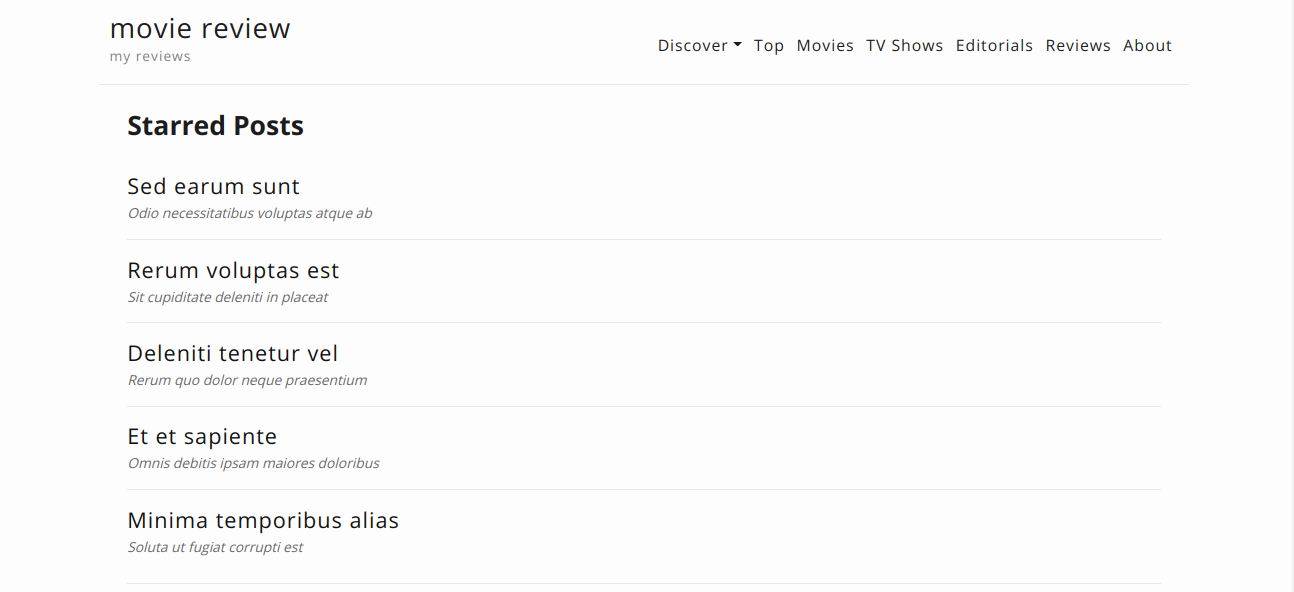 movie review
my reviews
Discover Top Movies TV Shows Editorials Reviews About
Starred Posts
Sed earum sunt
Odio necessitatibus voluptas atque ab
Rerum voluptas est
Sit cupiditate deleniti in placeat
Deleniti tenetur vel
Rerum quo dolor neque praesentium
Et et sapiente
Omnis debitis ipsam maiores doloribus
Minima temporibus alias
Soluta ut fugiat corrupti est